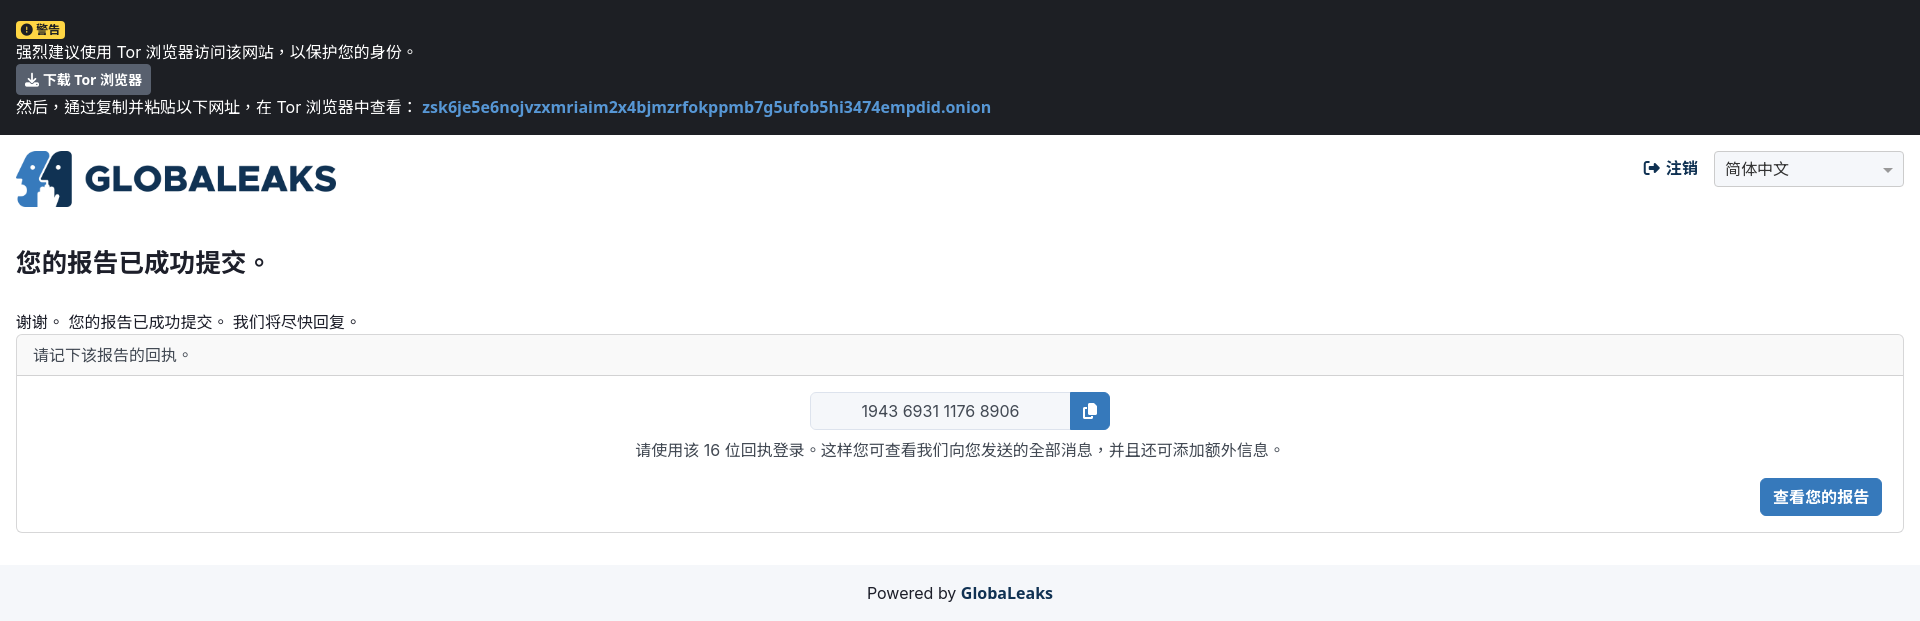 警告
强烈建议使用 Tor 浏览器访问该网站，以保护您的身份。
下载 Tor 浏览器
然后，通过复制并粘贴以下网址，在 Tor 浏览器中查看： zsk6je5e6nojvzxmriaim2x4bjmzrfokppmb7g5ufob5hi3474empdid.onion
GLOBALEAKS
注销
简体中文
您的报告已成功提交。
谢谢。 您的报告已成功提交。 我们将尽快回复。
请记下该报告的回执。
1943 6931 1176 8906
请使用该 16 位回执登录。这样您可查看我们向您发送的全部消息，并且还可添加额外信息。
查看您的报告
Powered by GlobaLeaks